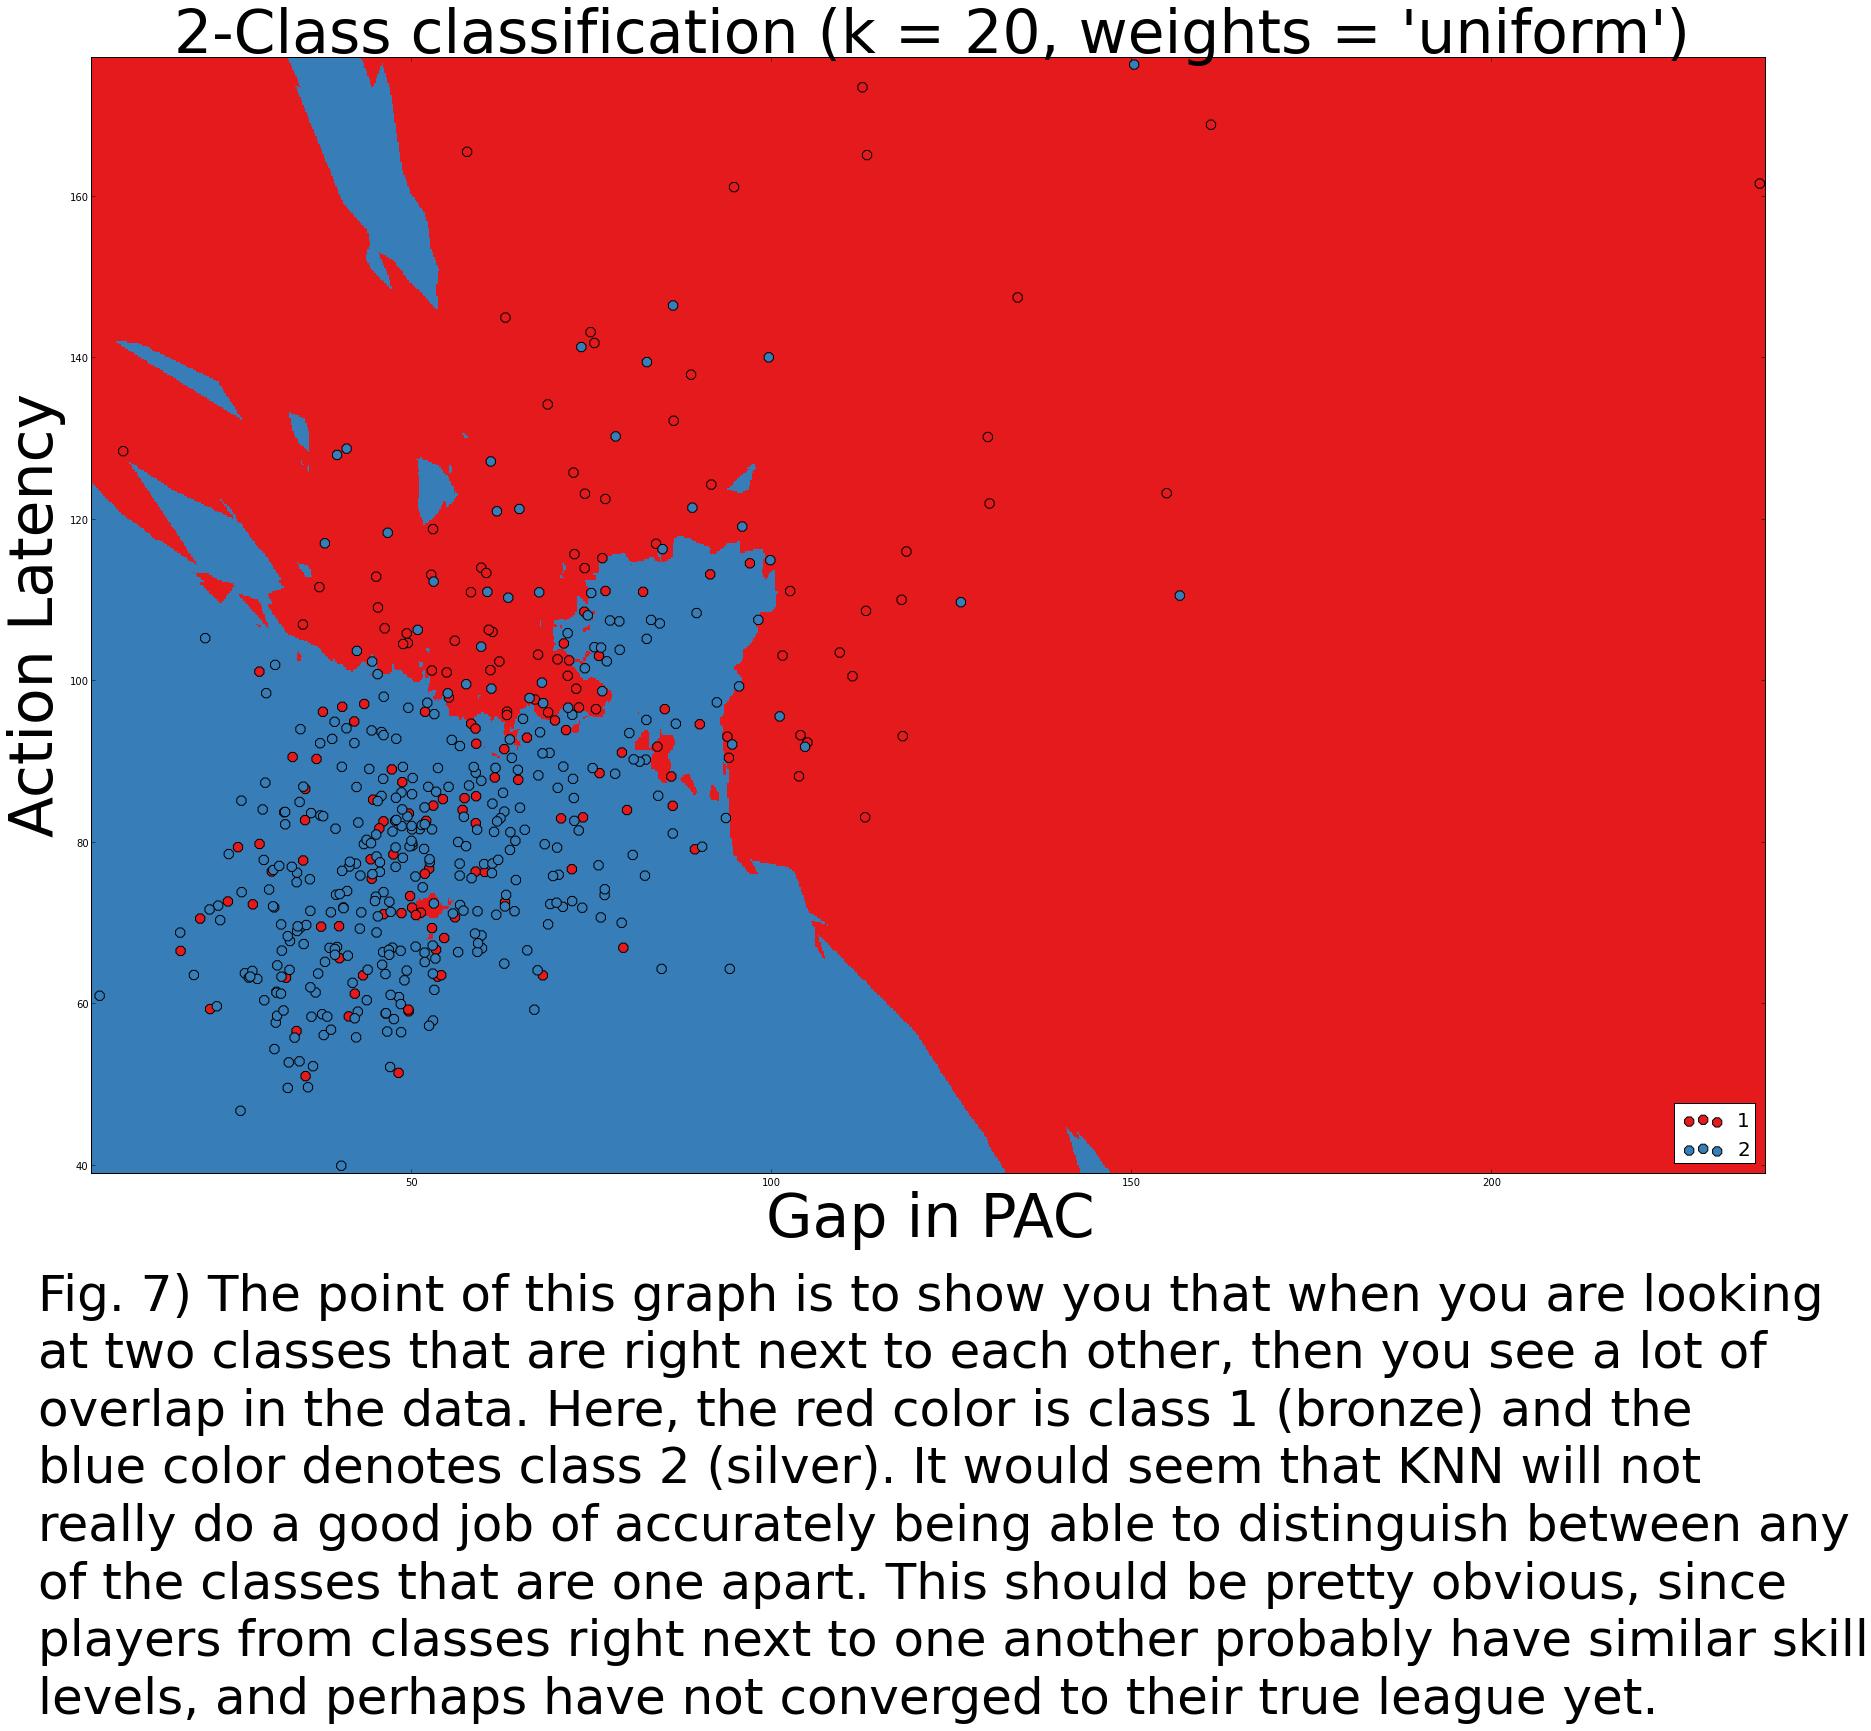 2-Class classification (k = 20, weights = 'uniform')
Action Latency
160
140
120
100
80
60
40
50
100
150
200
1
2
Gap in PAC
Fig. 7) The point of this graph is to show you that when you are looking
at two classes that are right next to each other, then you see a lot of
overlap in the data. Here, the red color is class 1 (bronze) and the
blue color denotes class 2 (silver). It would seem that KNN will not
really do a good job of accurately being able to distinguish between any
of the classes that are one apart. This should be pretty obvious, since
players from classes right next to one another probably have similar skill
levels, and perhaps have not converged to their true league yet.